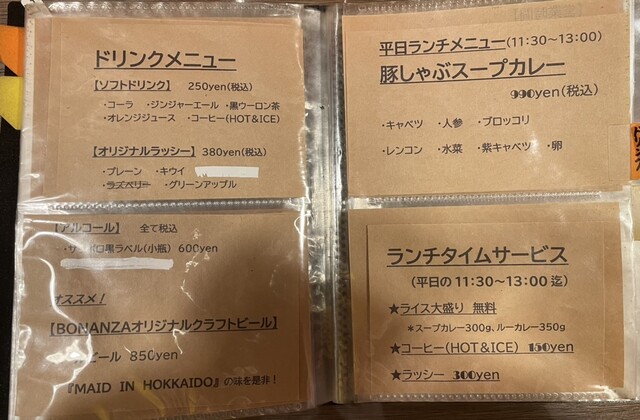 ドリンクメニュー
【ソフトドリンク】 250yen(税込)
・コーラ ・ジンジャーエール ・黒ウーロン茶
・オレンジジュース ・コーヒー(HOT&ICE)
【オリジナルラッシー】 380yen(税込)
・プレーン ・キウイ
・ラズベリー ・グリーンアップル
【アルコール】 全て税込
・サッポロ黒ラベル(小瓶) 600yen
オススメ!
【BONANZAオリジナルクラフトビール】
ビール 850yen
『MAID IN HOKKAIDO』の味を是非!
平日ランチメニュー(11:30~13:00)
豚しゃぶスープカレー
990yen(税込)
・キャベツ ・人参 ・ブロッコリ
・レンコン ・水菜 ・紫キャベツ ・卵
ランチタイムサービス
(平日の11:30~13:00迄)
★ライス大盛り 無料
*スープカレー300g、ルーカレー350g
★コーヒー(HOT&ICE) 150yen
★ラッシー 300yen